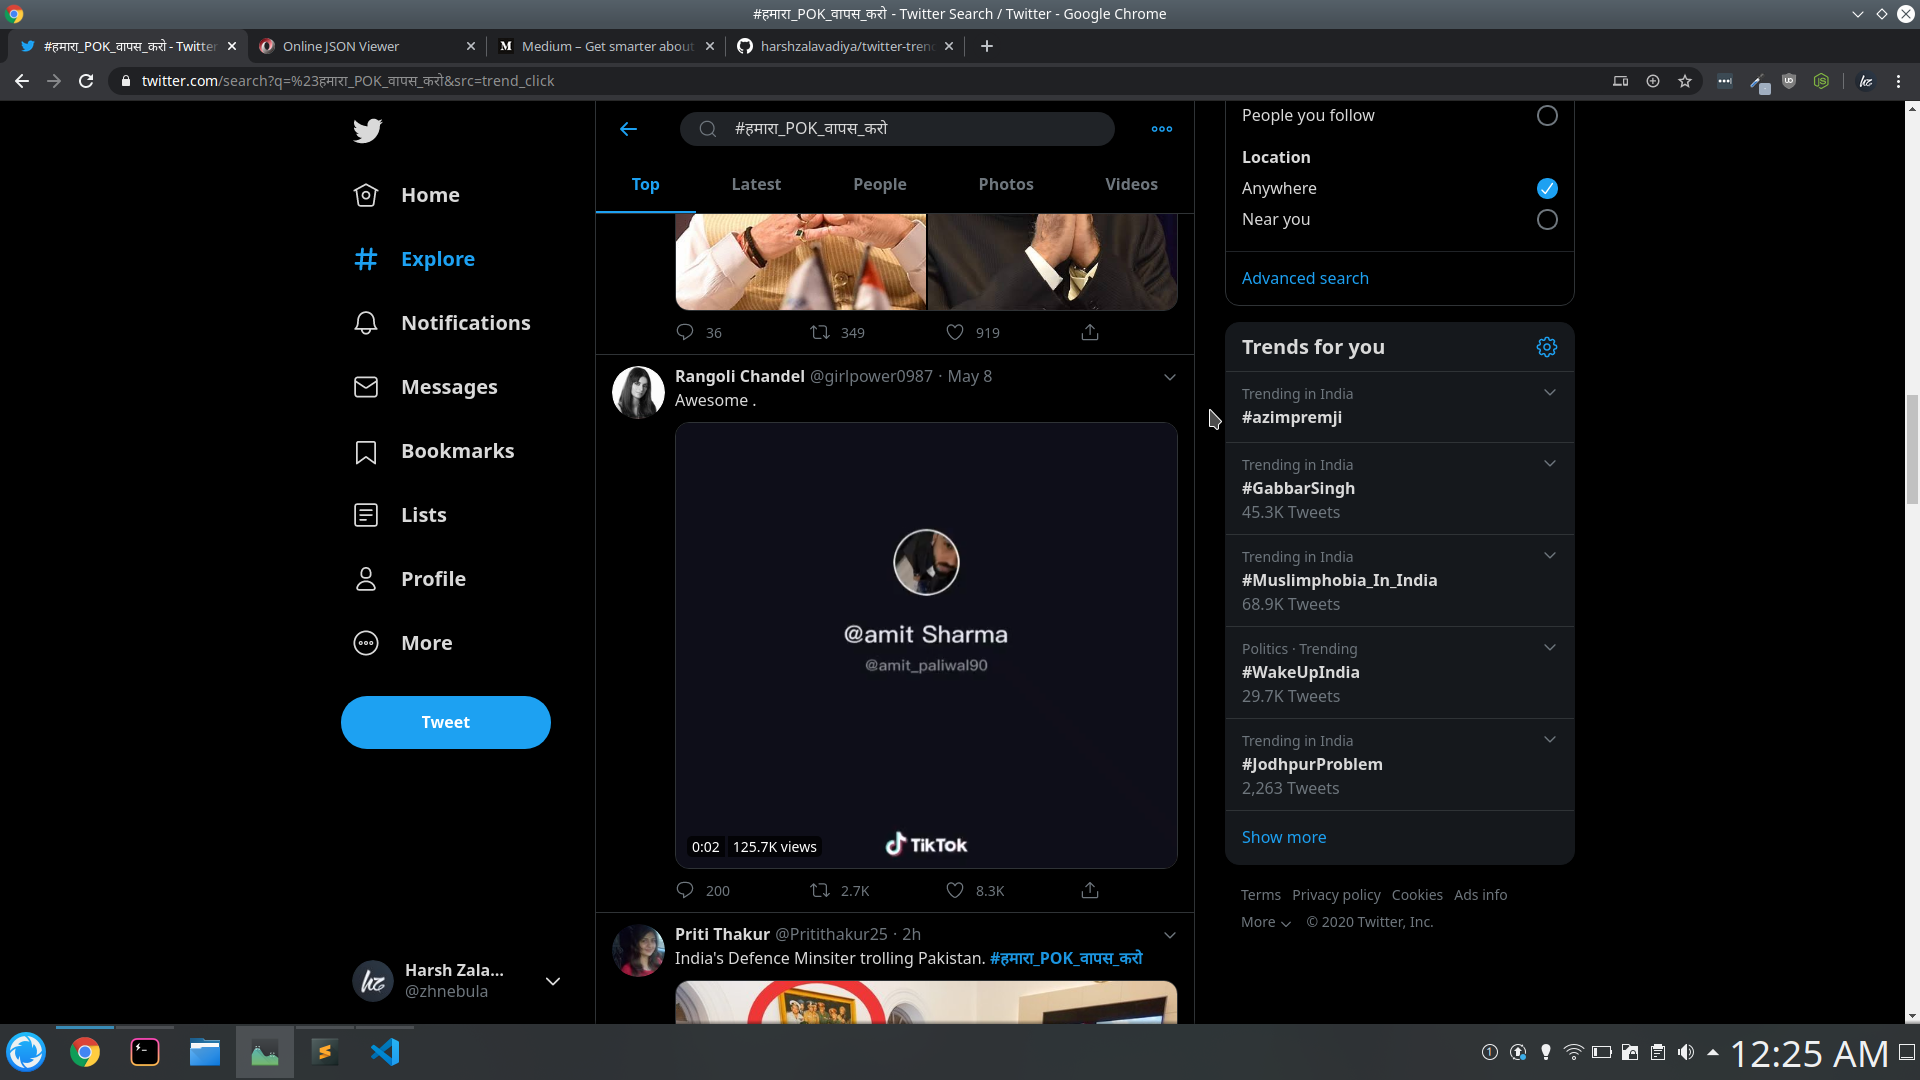 #हमारा_POK_वापस_करो - Twitter Search / Twitter - Google Chrome
#हमारा_POK_वापस_करो - Twitter
Online JSON Viewer
Medium – Get smarter about
harshzalavadiya/twitter-tren
twitter.com/search?q=%23हमारा_POK_वापस_करो&src=trend_click
Home
Explore
Notifications
Messages
Bookmarks
Lists
Profile
More
Tweet
Harsh Zala...
@zhnebula
#हमारा_POK_वापस_करो
Top
Latest
People
Photos
Videos
36
349
919
Rangoli Chandel @girlpower0987 · May 8
Awesome .
@amit Sharma
@amit_paliwal90
0:02
125.7K views
TikTok
200
2.7K
8.3K
Priti Thakur @Pritithakur25 · 2h
India's Defence Minsiter trolling Pakistan. #हमारा_POK_वापस_करो
People you follow
Location
Anywhere
Near you
Advanced search
Trends for you
Trending in India
#azimpremji
Trending in India
#GabbarSingh
45.3K Tweets
Trending in India
#Muslimphobia_In_India
68.9K Tweets
Politics · Trending
#WakeUpIndia
29.7K Tweets
Trending in India
#JodhpurProblem
2,263 Tweets
Show more
Terms Privacy policy Cookies Ads info
More © 2020 Twitter, Inc.
12:25 AM